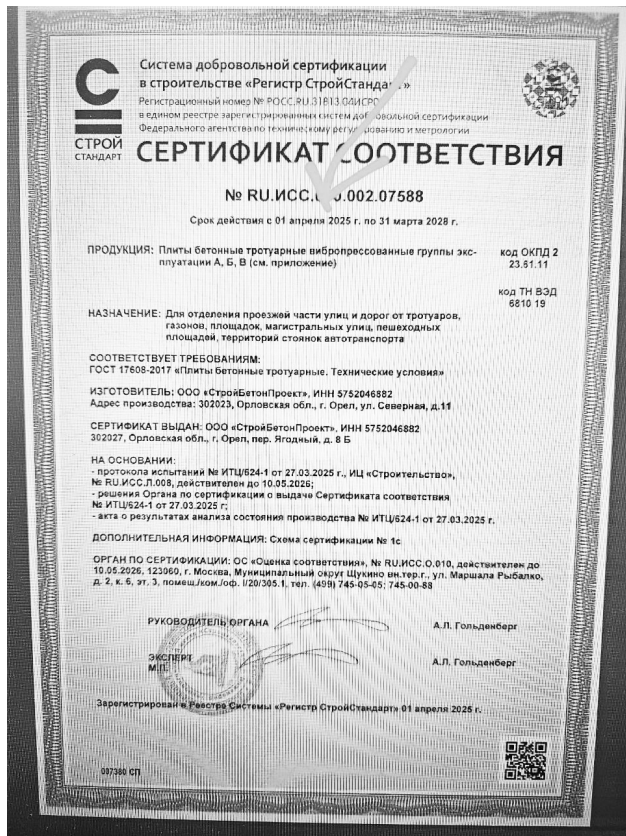 СТРОЙ
СТАНДАРТ
Система добровольной сертификации
в строительстве «Регистр СтройСтандарт»
Регистрационный номер № РОСС.RU.31813.04ИСР0
в едином реестре зарегистрированных систем добровольной сертификации
Федерального агентства по техническому регулированию и метрологии
СЕРТИФИКАТ СООТВЕТСТВИЯ
№ RU.ИСС. .002.07588
Срок действия с 01 апреля 2025 г. по 31 марта 2028 г.
ПРОДУКЦИЯ: Плиты бетонные тротуарные вибропрессованные группы экс-
плуатации А, Б, В (см. приложение)
код ОКПД 2
23.61.11
код ТН ВЭД
6810 19
НАЗНАЧЕНИЕ: Для отделения проезжей части улиц и дорог от тротуаров,
газонов, площадок, магистральных улиц, пешеходных
площадей, территорий стоянок автотранспорта
СООТВЕТСТВУЕТ ТРЕБОВАНИЯМ:
ГОСТ 17608-2017 «Плиты бетонные тротуарные. Технические условия»
ИЗГОТОВИТЕЛЬ: ООО «СтройБетонПроект», ИНН 5752046882
Адрес производства: 302023, Орловская обл., г. Орел, ул. Северная, д.11
СЕРТИФИКАТ ВЫДАН: ООО «СтройБетонПроект», ИНН 5752046882
302027, Орловская обл., г. Орел, пер. Ягодный, д. 8 Б
НА ОСНОВАНИИ:
- протокола испытаний № ИТЦ/624-1 от 27.03.2025 г., ИЦ «Строительство»,
№ RU.ИСС.Л.008, действителен до 10.05.2026;
- решения Органа по сертификации о выдаче Сертификата соответствия
№ ИТЦ/624-1 от 27.03.2025 г;
- акта о результатах анализа состояния производства № ИТЦ/624-1 от 27.03.2025 г.
ДОПОЛНИТЕЛЬНАЯ ИНФОРМАЦИЯ: Схема сертификации № 1с
ОРГАН ПО СЕРТИФИКАЦИИ: ОС «Оценка соответствия», № RU.ИСС.О.010, действителен до
10.05.2026, 123060, г. Москва, Муниципальный округ Щукино вн.тер.г., ул. Маршала Рыбалко,
д. 2, к. 6, эт. 3, помещ./ком./оф. I/20/305.1, тел. (499) 745-05-05; 745-00-88
РУКОВОДИТЕЛЬ ОРГАНА А.Л. Гольденберг
ЭКСПЕРТ А.Л. Гольденберг
М.П.
Зарегистрирован в Реестре Системы «Регистр СтройСтандарт» 01 апреля 2025 г.
007380 СП